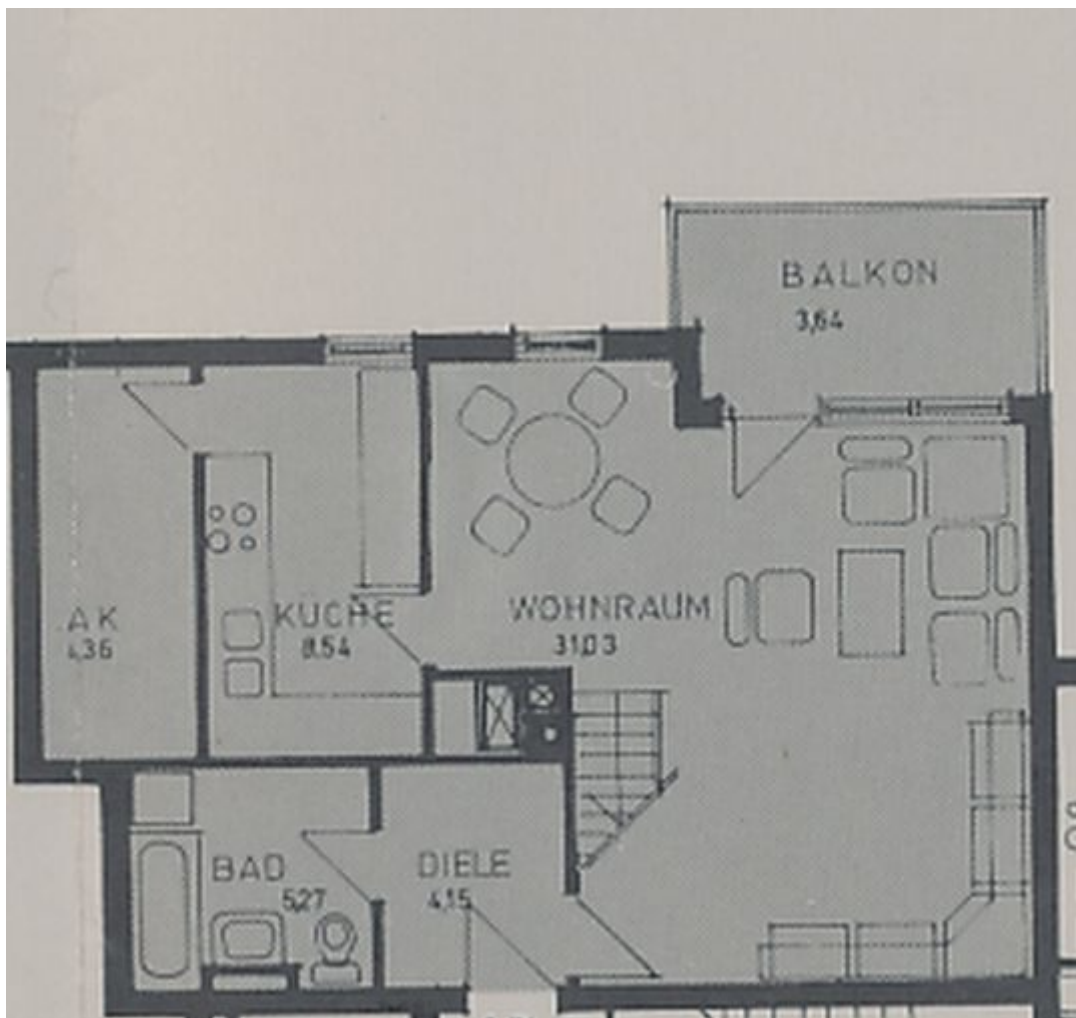 BALKON
3,64
AK
4,36
KÜCHE
8.54
WOHNRAUM
31,03
BAD
5,27
DIELE
4,15